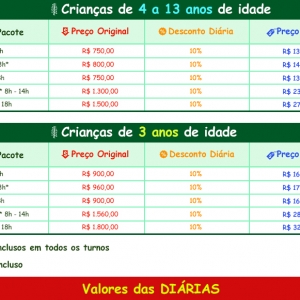 Crianças de 4 a 13 anos de idade
Pacote Preço Original Desconto Diária Preço
h R$ 750,00 10% R$ 13
8h* R$ 800,00 10% R$ 14
8h R$ 750,00 10% R$ 13
* 8h - 14h R$ 1.300,00 10% R$ 23
- 18h R$ 1.500,00 10% R$ 27
Crianças de 3 anos de idade
Pacote Preço Original Desconto Diária Preço
h R$ 900,00 10% R$ 16
8h* R$ 960,00 10% R$ 17
8h R$ 900,00 10% R$ 16
* 8h - 14h R$ 1.560,00 10% R$ 28
- 18h R$ 1.800,00 10% R$ 32
nclusos em todos os turnos
ncluso
Valores das DIÁRIAS